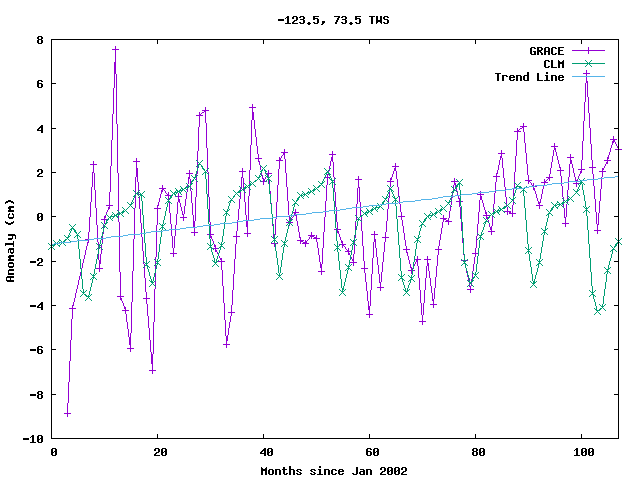 -123.5, 73.5 TWS
GRACE
CLM
Trend Line
8
6
4
2
0
-2
-4
-6
-8
-10
Anomaly (cm)
0 20 40 60 80 100
Months since Jan 2002